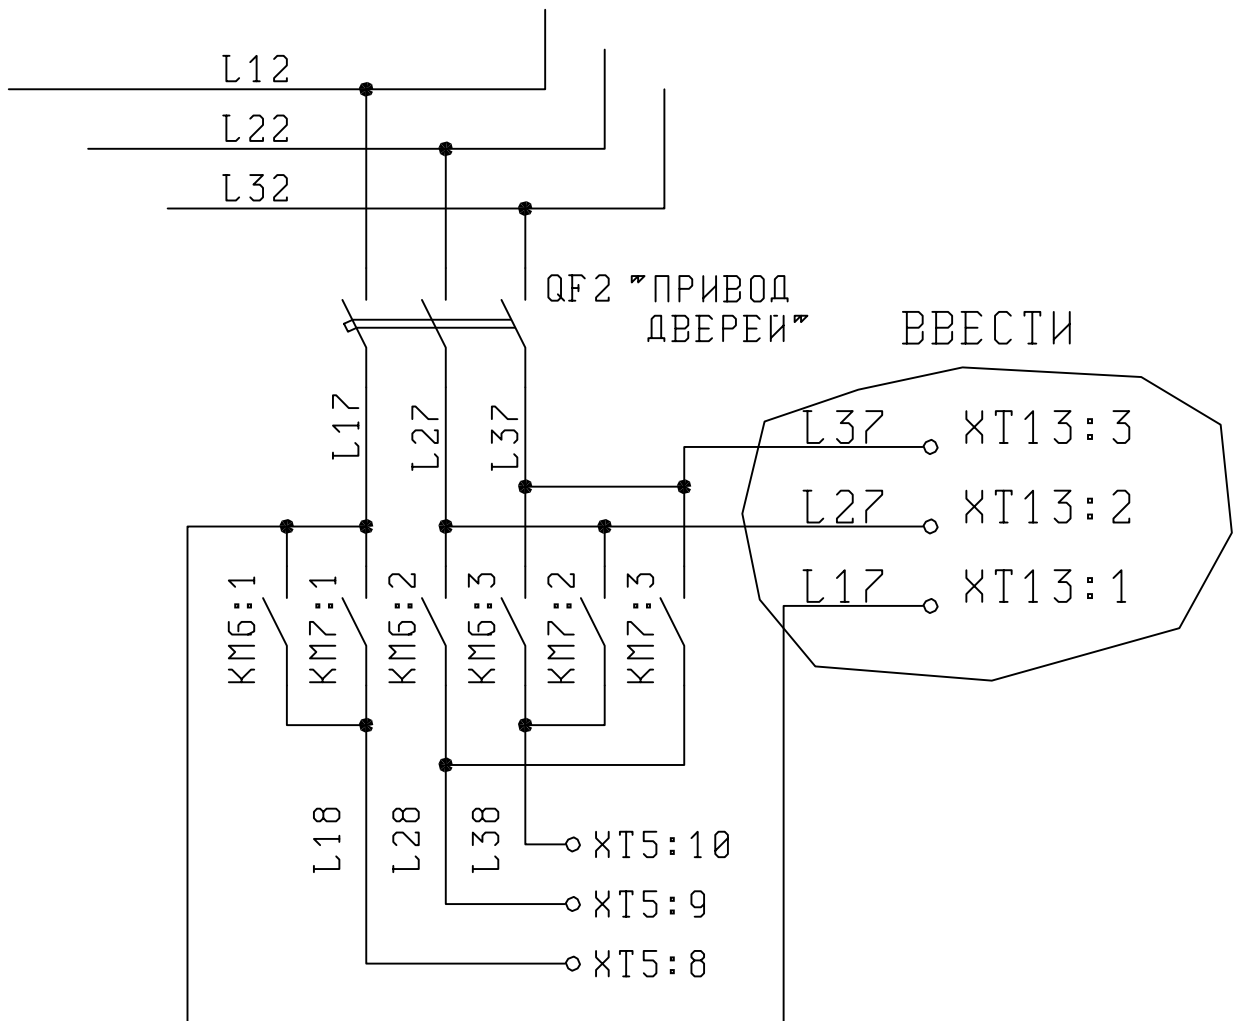 L12
L22
L32
QF2 "ПРИВОД
ДВЕРЕЙ"
ВВЕСТИ
L17
L27
L37
L37 XT13:3
L27 XT13:2
L17 XT13:1
KM6:1
KM7:1
KM6:2
KM6:3
KM7:2
KM7:3
L18
L28
L38
XT5:10
XT5:9
XT5:8